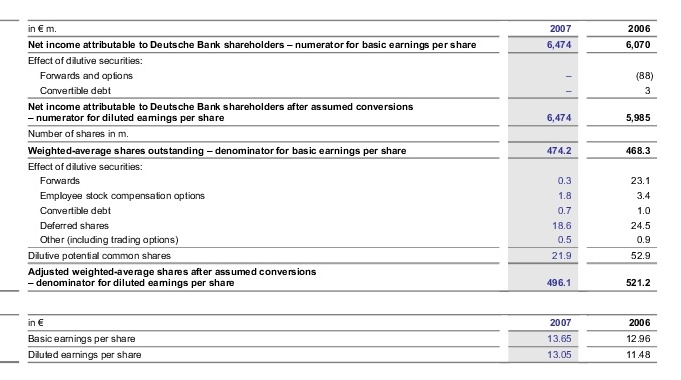 in € m. 2007 2006
Net income attributable to Deutsche Bank shareholders – numerator for basic earnings per share 6,474 6,070
Effect of dilutive securities:
Forwards and options – (88)
Convertible debt – 3
Net income attributable to Deutsche Bank shareholders after assumed conversions
– numerator for diluted earnings per share 6,474 5,985
Number of shares in m.
Weighted-average shares outstanding – denominator for basic earnings per share 474.2 468.3
Effect of dilutive securities:
Forwards 0.3 23.1
Employee stock compensation options 1.8 3.4
Convertible debt 0.7 1.0
Deferred shares 18.6 24.5
Other (including trading options) 0.5 0.9
Dilutive potential common shares 21.9 52.9
Adjusted weighted-average shares after assumed conversions
– denominator for diluted earnings per share 496.1 521.2
in € 2007 2006
Basic earnings per share 13.65 12.96
Diluted earnings per share 13.05 11.48